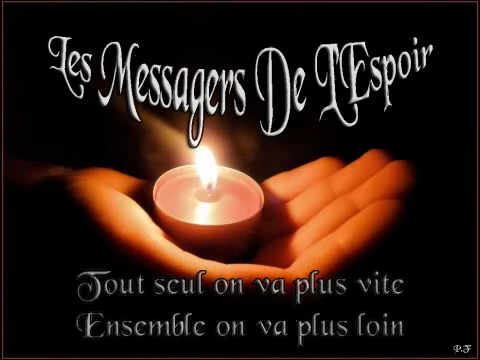 Les Messagers De L'Espoir
Tout seul on va plus vite
Ensemble on va plus loin
P.F